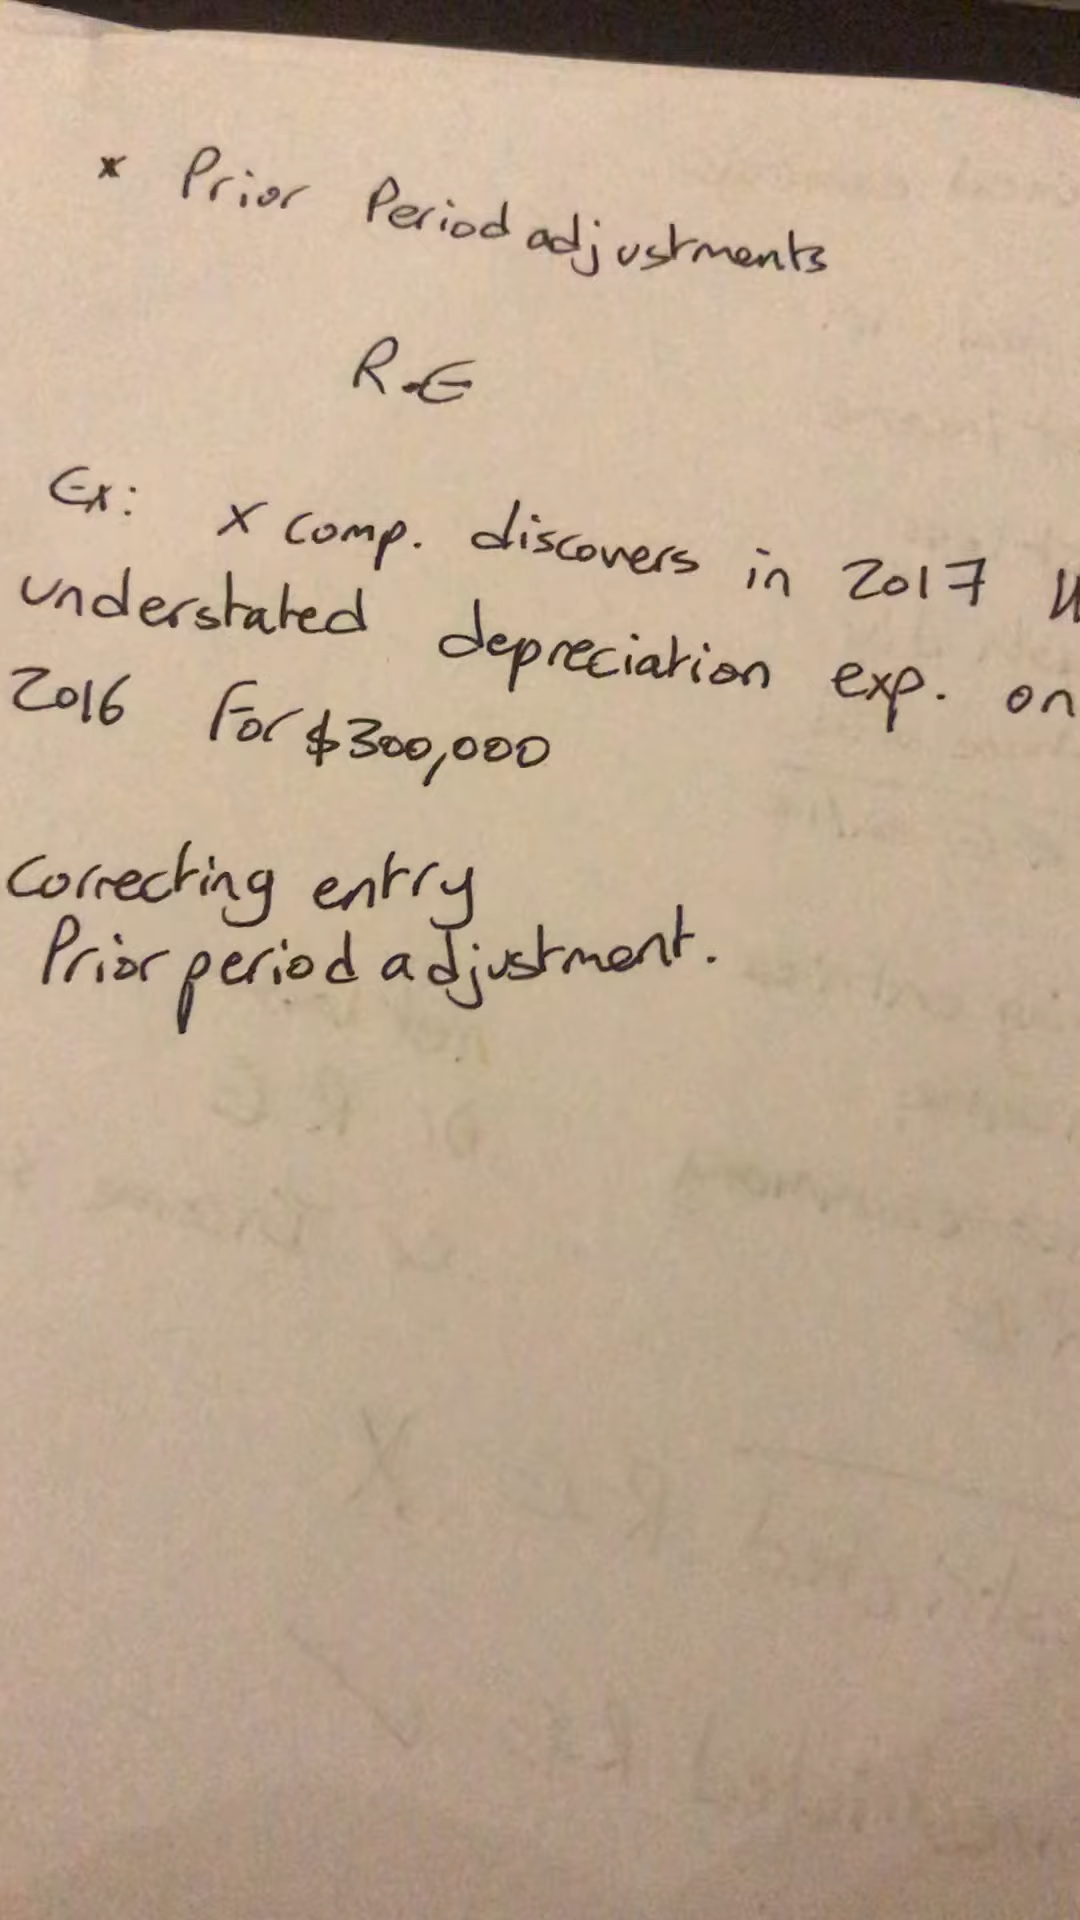 x Prior Period adjustments
R.E
Ex: X comp. discovers in 2017
understated depreciation exp. on
2016 For $300,000
Correcting entry
Prior period adjustment.